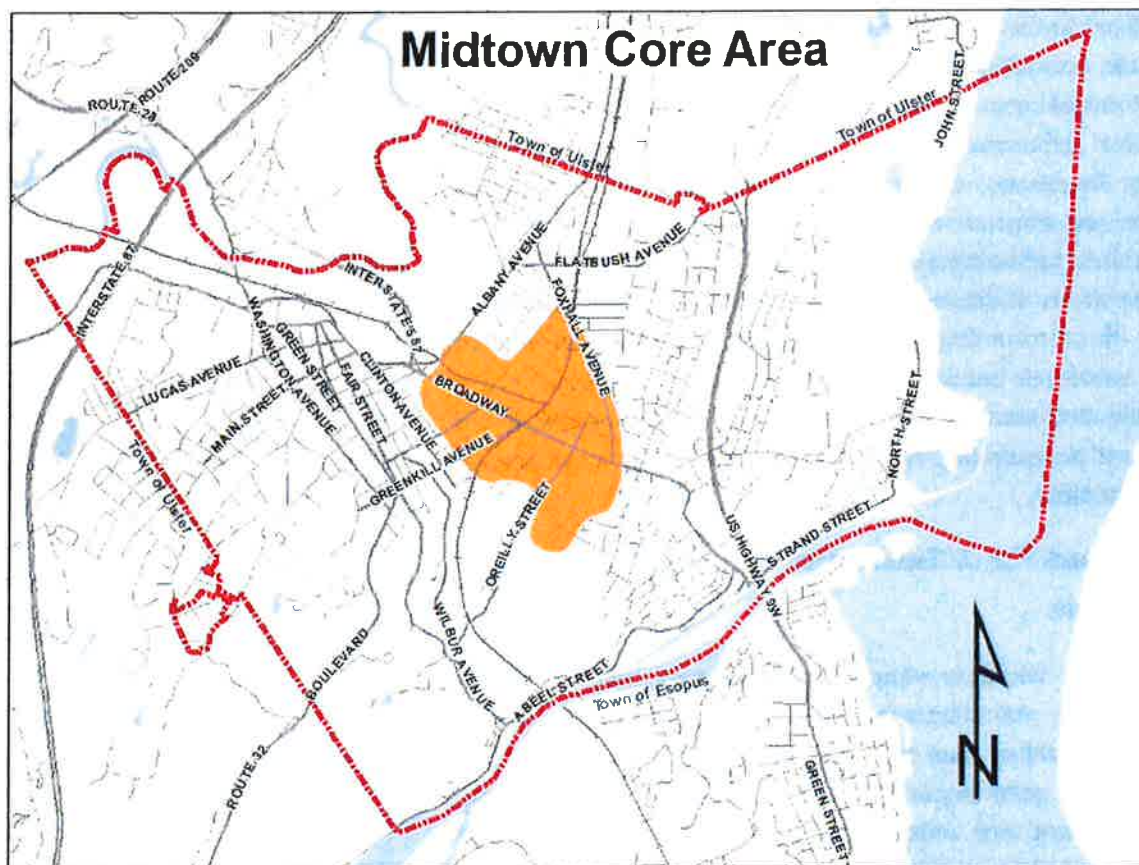 Midtown Core Area
ROUTE 209
ROUTE 28
JOHN STREET
Town of Ulster
Town of Ulster
INTERSTATE 87
INTERSTATE 587
ALBANY AVENUE
FLATBUSH AVENUE
FOXHALL AVENUE
WASHINGTON AVENUE
GREEN STREET
FAIR STREET
CLINTON AVENUE
BROADWAY
LUCAS AVENUE
MAIN STREET
GREENKILL AVENUE
NORTH STREET
Town of Ulster
OREILLY STREET
US HIGHWAY 9W
STRAND STREET
WILBUR AVENUE
BOULEVARD
ABEEL STREET
Town of Esopus
ROUTE 32
GREEN STREET
N